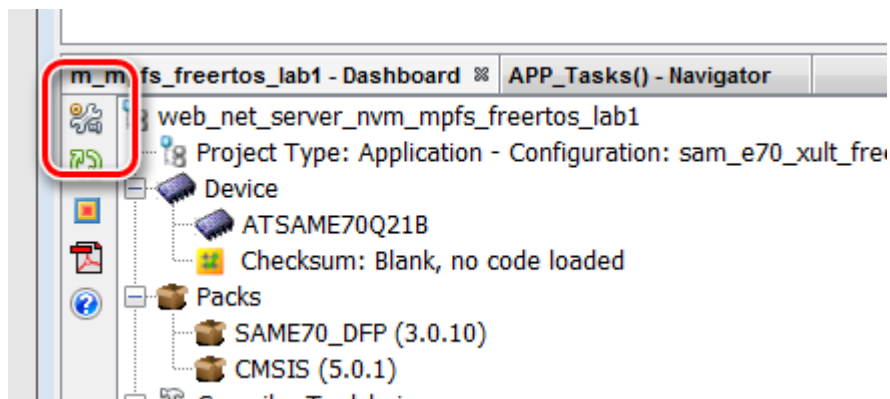 m_mpfs_freertos_lab1 - Dashboard APP_Tasks() - Navigator
web_net_server_nvm_mpfs_freertos_lab1
Project Type: Application - Configuration: sam_e70_xult_free
Device
ATSAME70Q21B
Checksum: Blank, no code loaded
Packs
SAME70_DFP (3.0.10)
CMSIS (5.0.1)